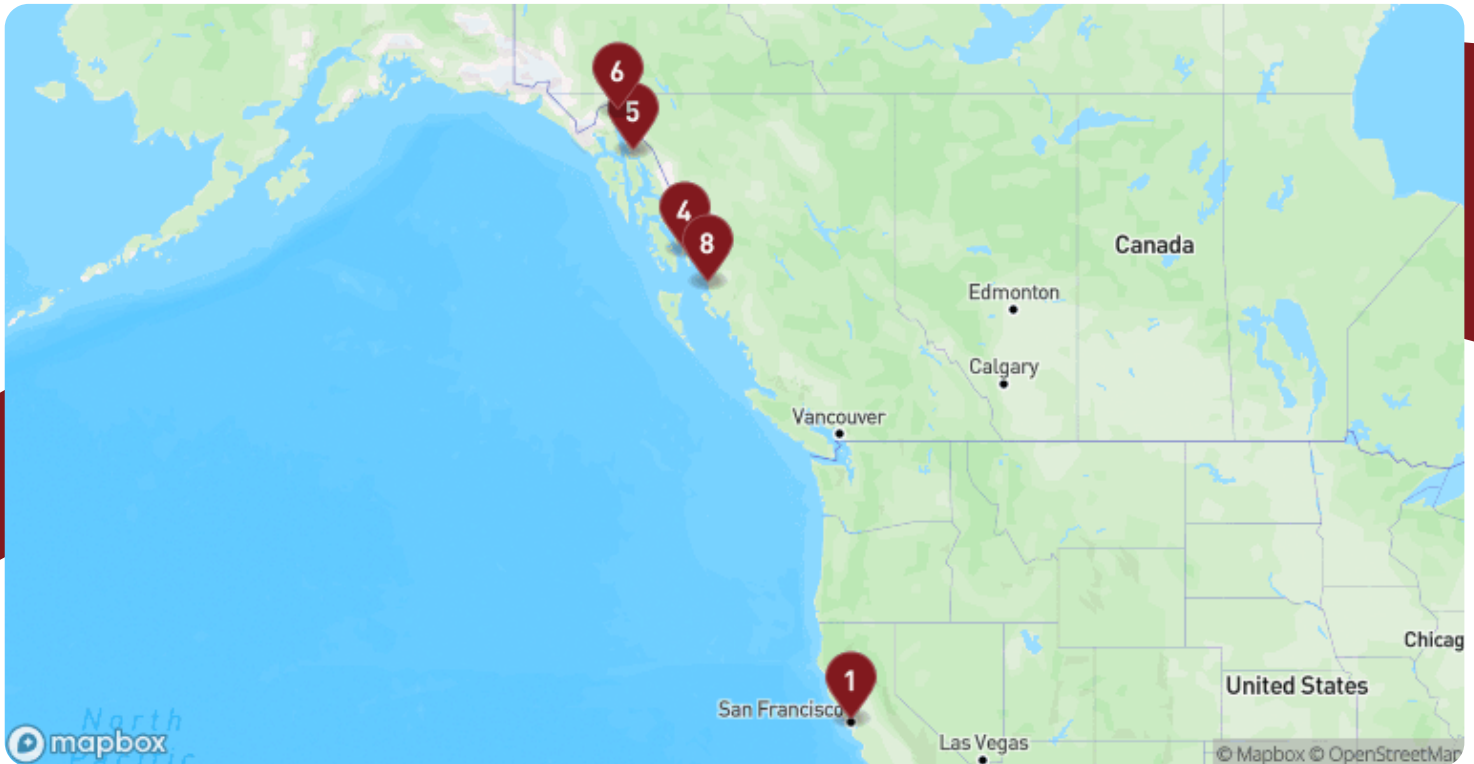 6
5
4
8
Canada
Edmonton
Calgary
Vancouver
Chicag
1
United States
San Francisco
North
Pacific
Las Vegas
mapbox
© Mapbox © OpenStreetMap